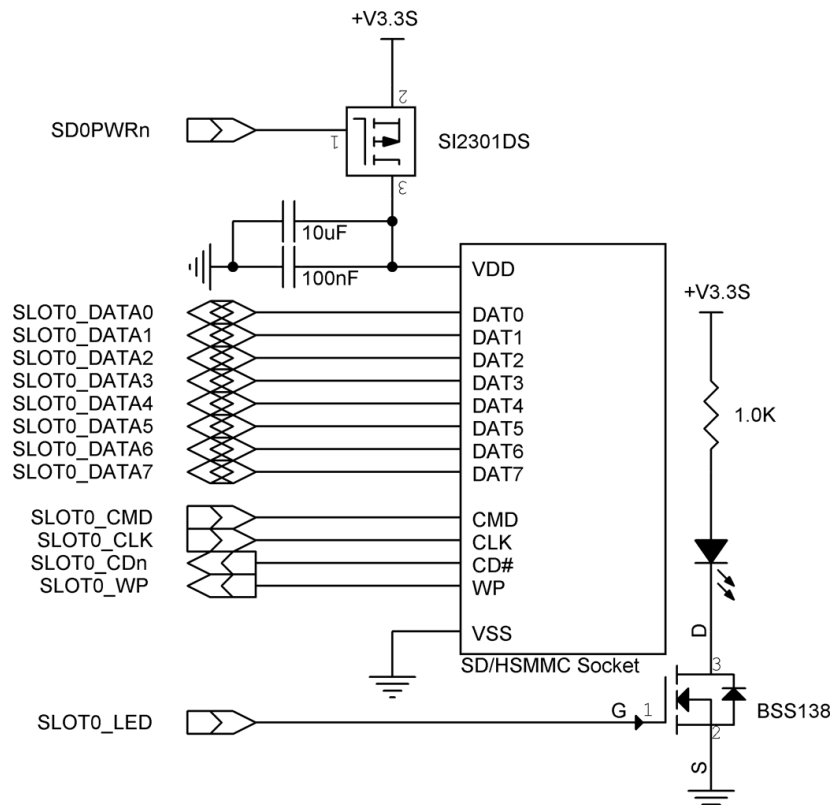 +V3.3S
2
SD0PWRn
1
SI2301DS
3
10uF
100nF
VDD
+V3.3S
SLOT0_DATA0 DAT0
SLOT0_DATA1 DAT1
SLOT0_DATA2 DAT2
SLOT0_DATA3 DAT3
SLOT0_DATA4 DAT4
SLOT0_DATA5 DAT5
SLOT0_DATA6 DAT6
SLOT0_DATA7 DAT7
1.0K
SLOT0_CMD CMD
SLOT0_CLK CLK
SLOT0_CDn CD#
SLOT0_WP WP
VSS
D
SD/HSMMC Socket
3
SLOT0_LED
G 1
BSS138
2
S